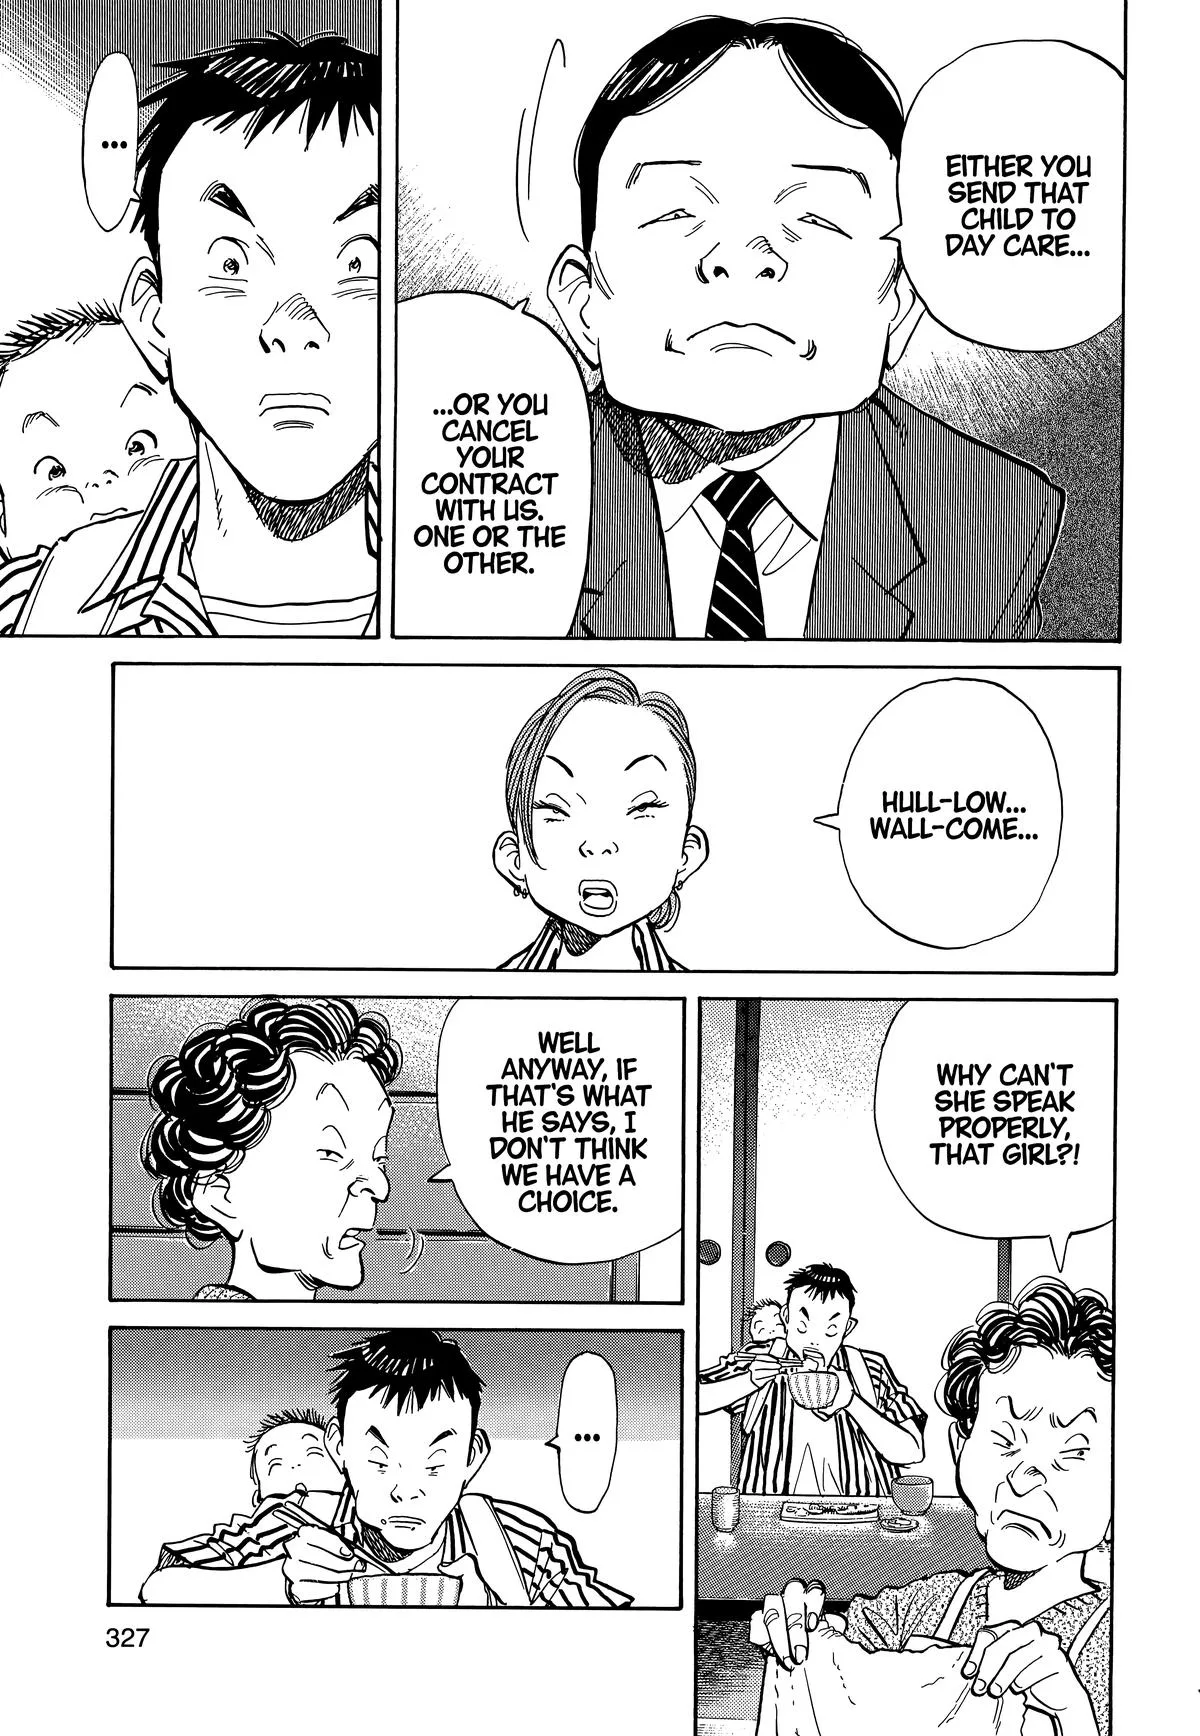 EITHER YOU
SEND THAT
CHILD TO
DAY CARE...
...OR YOU
CANCEL
YOUR
CONTRACT
WITH US.
ONE OR THE
OTHER.
...
HULL-LOW...
WALL-COME...
WHY CAN'T
SHE SPEAK
PROPERLY,
THAT GIRL?!
WELL
ANYWAY, IF
THAT'S WHAT
HE SAYS, I
DON'T THINK
WE HAVE A
CHOICE.
...
327